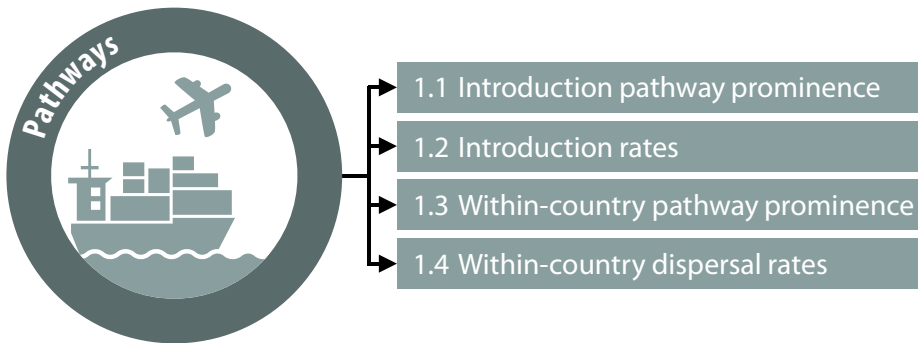 Pathways
1.1 Introduction pathway prominence
1.2 Introduction rates
1.3 Within-country pathway prominence
1.4 Within-country dispersal rates